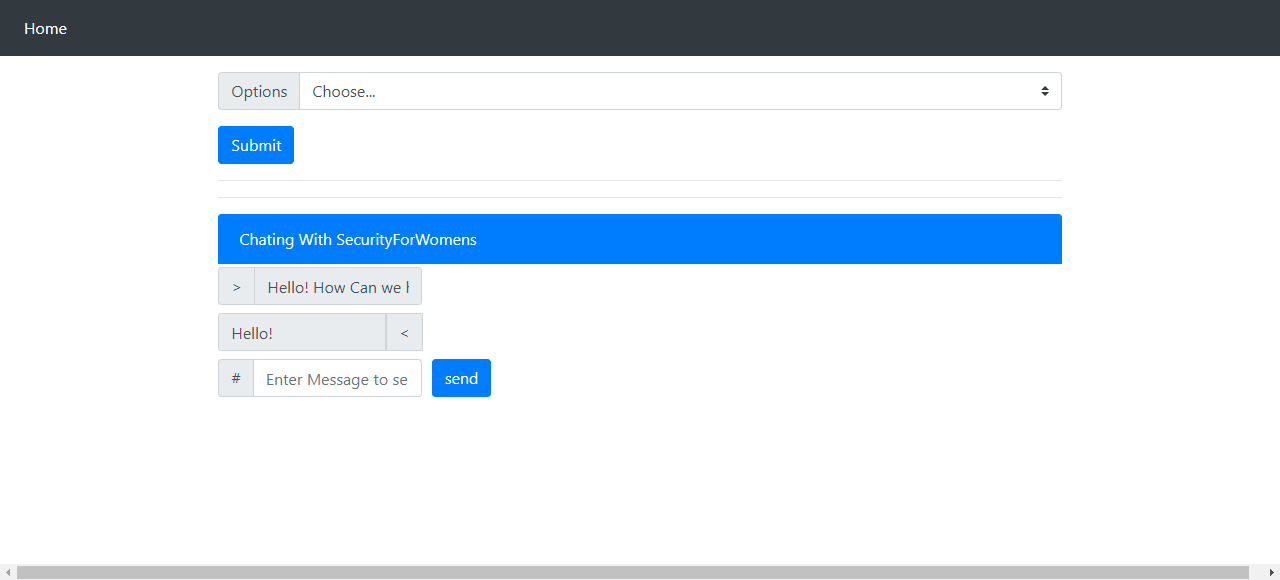 Home
Options Choose...
Submit
Chating With SecurityForWomens
> Hello! How Can we
Hello! <
# Enter Message to se send